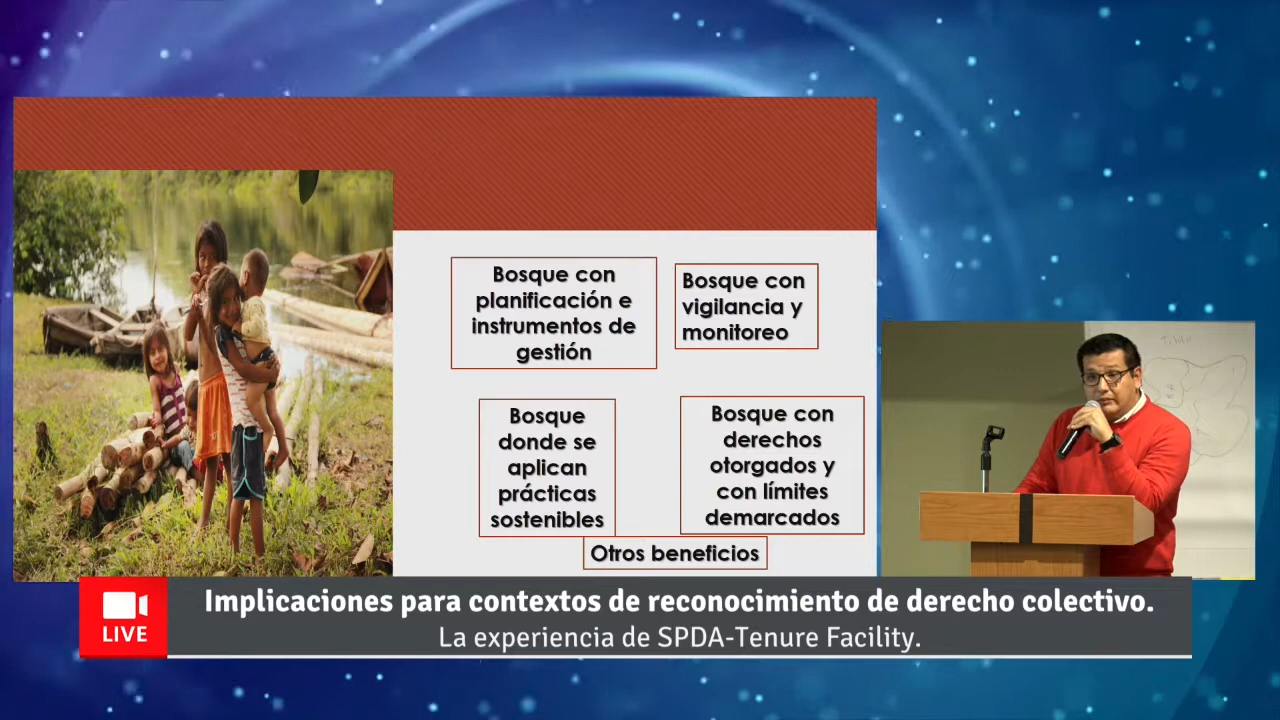 Bosque con
planificación e
instrumentos de
gestión
Bosque con
vigilancia y
monitoreo
Bosque
donde se
aplican
prácticas
sostenibles
Bosque con
derechos
otorgados y
con límites
demarcados
Otros beneficios
LIVE
Implicaciones para contextos de reconocimiento de derecho colectivo.
La experiencia de SPDA-Tenure Facility.